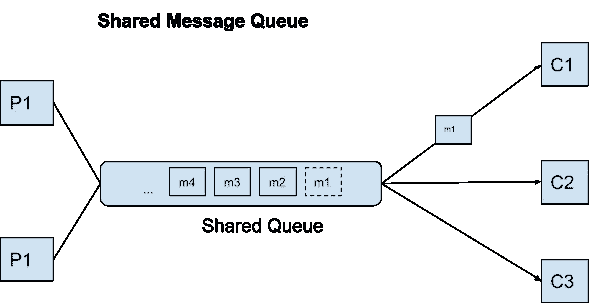 Shared Message Queue
C1
P1
m1
... m4 m3 m2 m1
C2
Shared Queue
P1
C3